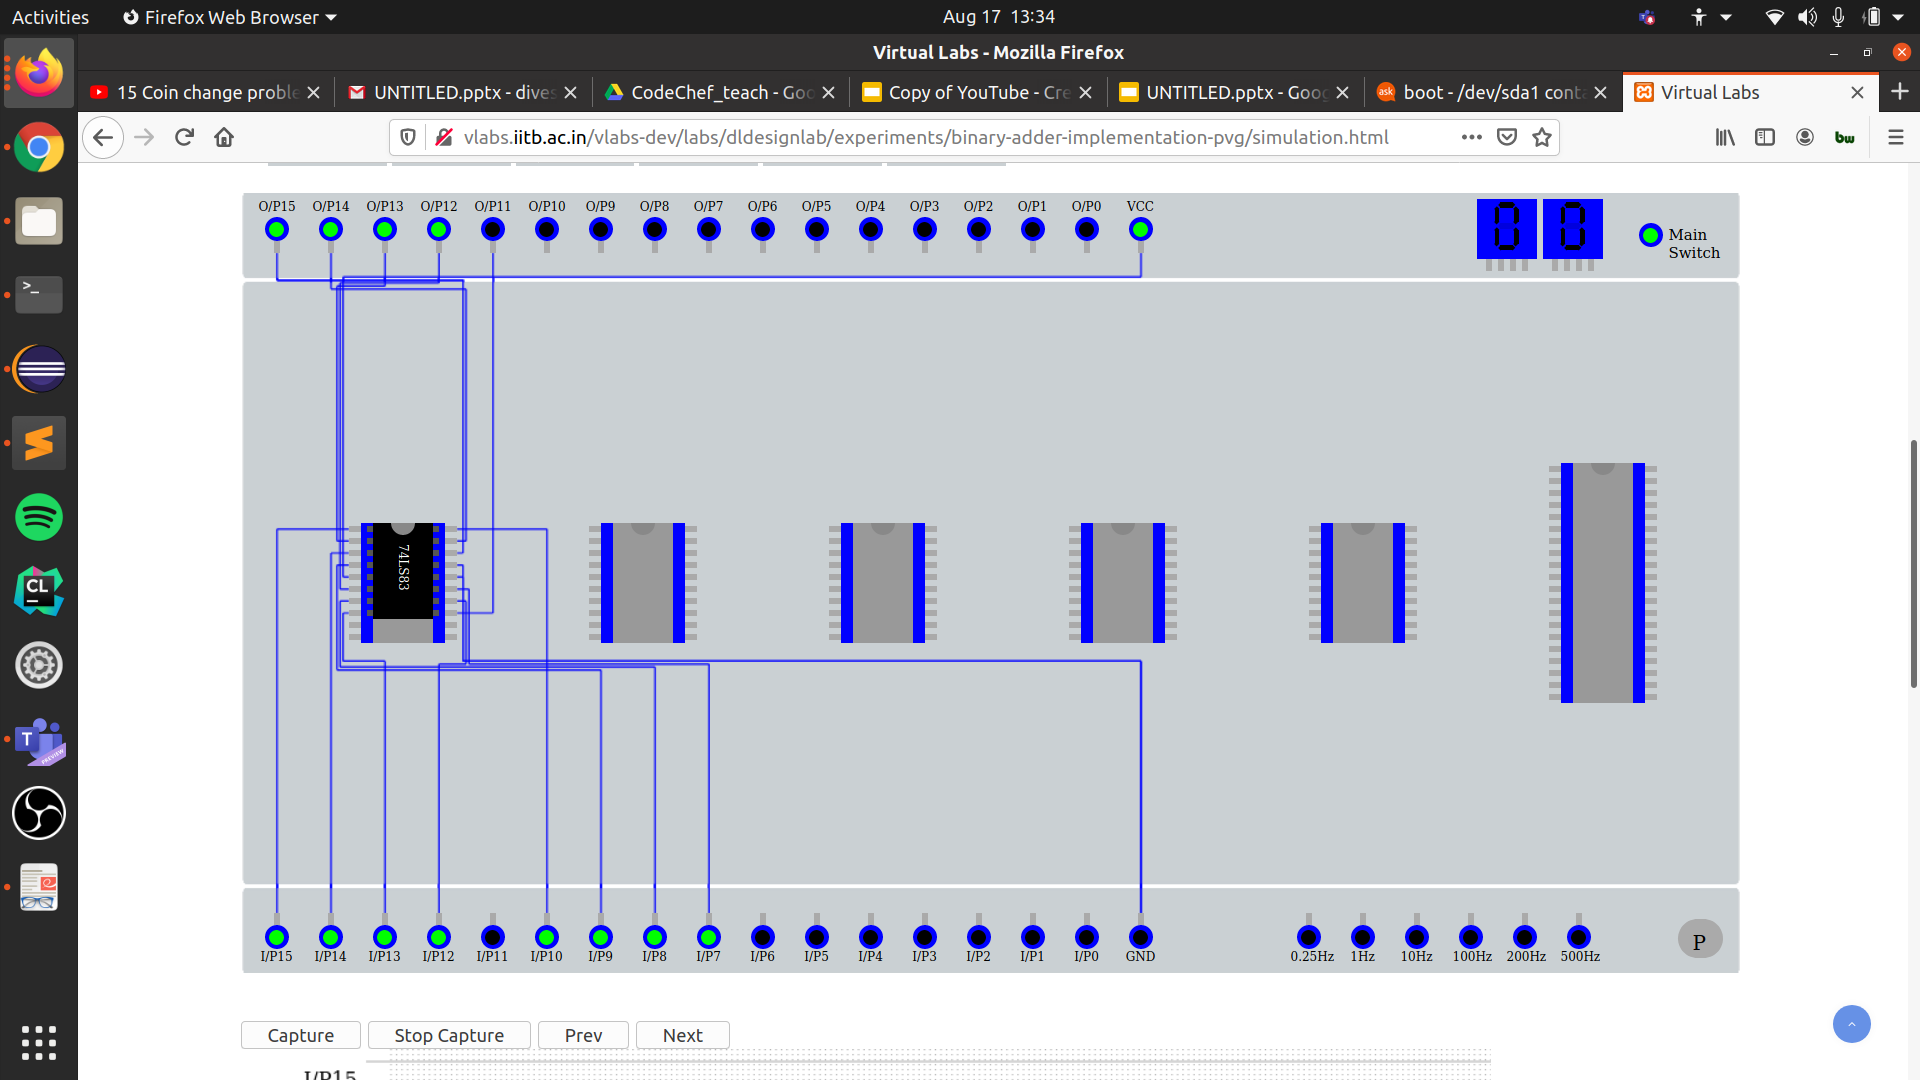 Activities Firefox Web Browser Aug 17 13:34
Virtual Labs - Mozilla Firefox
15 Coin change proble UNTITLED.pptx - dives CodeChef_teach - Goo Copy of YouTube - Cre UNTITLED.pptx - Goog ask boot - /dev/sda1 conta Virtual Labs
vlabs.iitb.ac.in/vlabs-dev/labs/dldesignlab/experiments/binary-adder-implementation-pvg/simulation.html bw
O/P15 O/P14 O/P13 O/P12 O/P11 O/P10 O/P9 O/P8 O/P7 O/P6 O/P5 O/P4 O/P3 O/P2 O/P1 O/P0 VCC
Main
Switch
>_
74LS83
CL
T
PREVIEW
I/P15 I/P14 I/P13 I/P12 I/P11 I/P10 I/P9 I/P8 I/P7 I/P6 I/P5 I/P4 I/P3 I/P2 I/P1 I/P0 GND 0.25Hz 1Hz 10Hz 100Hz 200Hz 500Hz
P
Capture Stop Capture Prev Next
I/P15